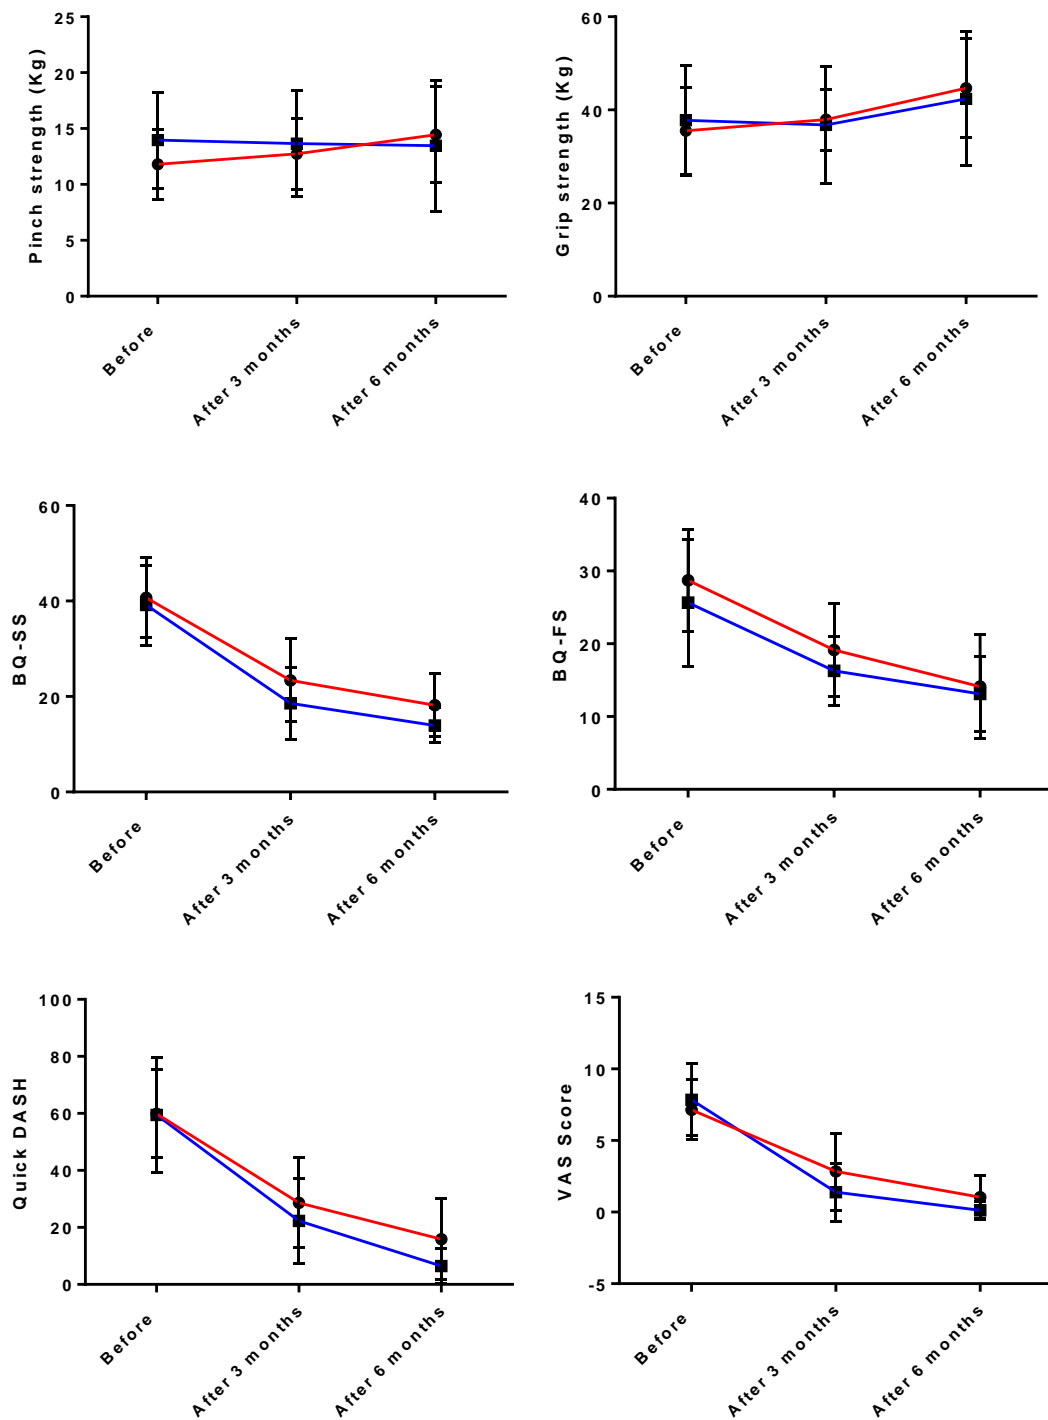 Pinch strength (Kg)
25
20
15
10
5
0
Before
After 3 months
After 6 months
Grip strength (Kg)
60
40
20
0
Before
After 3 months
After 6 months
BQ-SS
60
40
20
0
Before
After 3 months
After 6 months
BQ-FS
40
30
20
10
0
Before
After 3 months
After 6 months
Quick DASH
100
80
60
40
20
0
Before
After 3 months
After 6 months
VAS Score
15
10
5
0
-5
Before
After 3 months
After 6 months